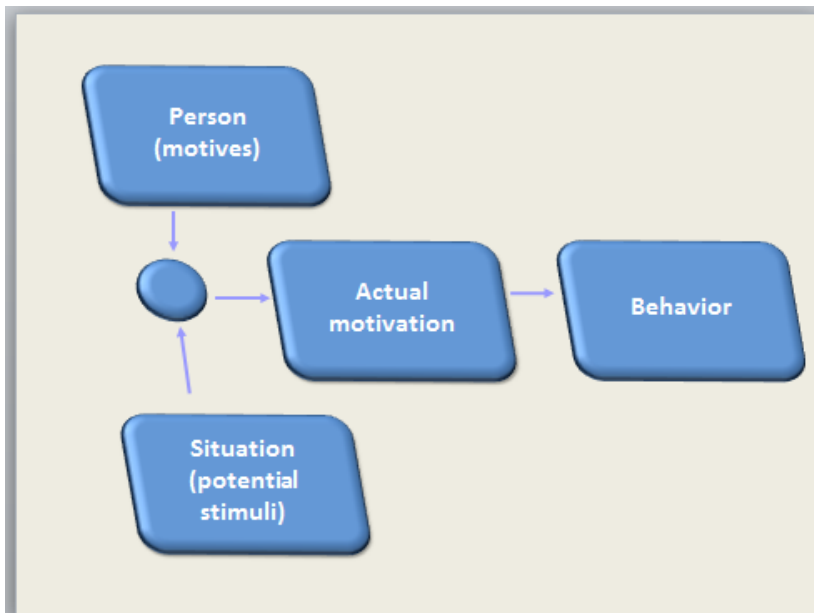 Person
(motives)
Actual
motivation
Behavior
Situation
(potential
stimuli)